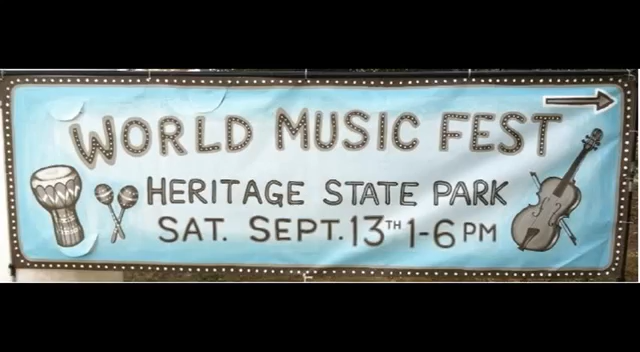 WORLD MUSIC FEST
HERITAGE STATE PARK
SAT. SEPT. 13TH 1-6 PM